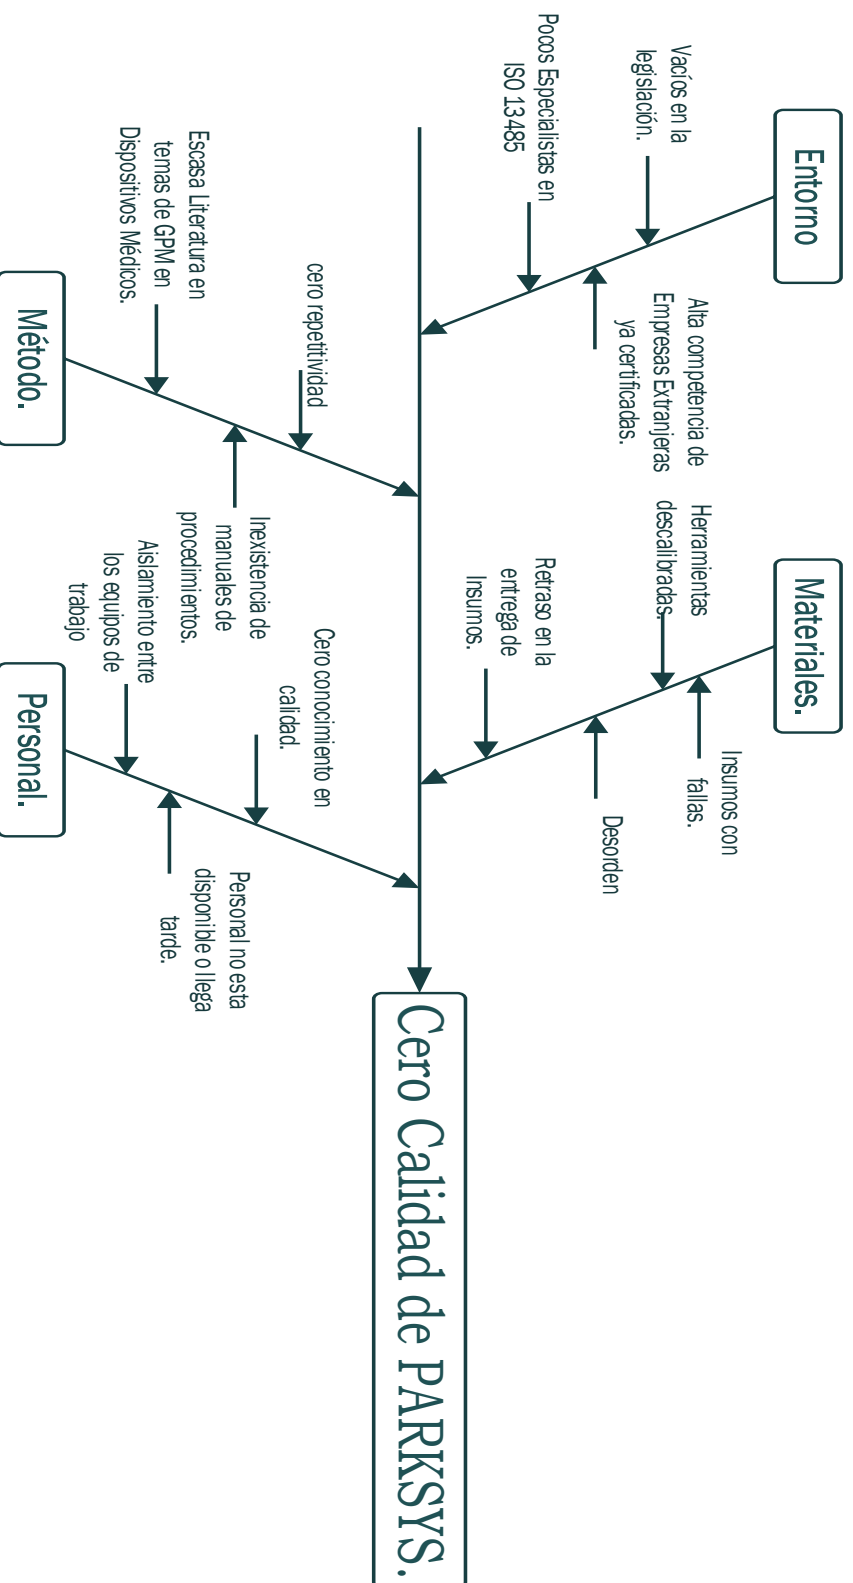 Entorno
Vacíos en la
legislación.
Pocos Especialistas en
ISO 13485
Alta competencia de
Empresas Extranjeras
ya certificadas.
Materiales.
Herramientas
descalibradas.
Insumos con
fallas.
Retraso en la
entrega de
Insumos.
Desorden
Cero Calidad de PARKSYS.
cero repetitividad
Escasa Literatura en
temas de GPM en
Dispositivos Médicos.
Inexistencia de
manuales de
procedimientos.
Método.
Cero conocimiento en
calidad.
Aislamiento entre
los equipos de
trabajo
Personal no esta
disponible o llega
tarde.
Personal.